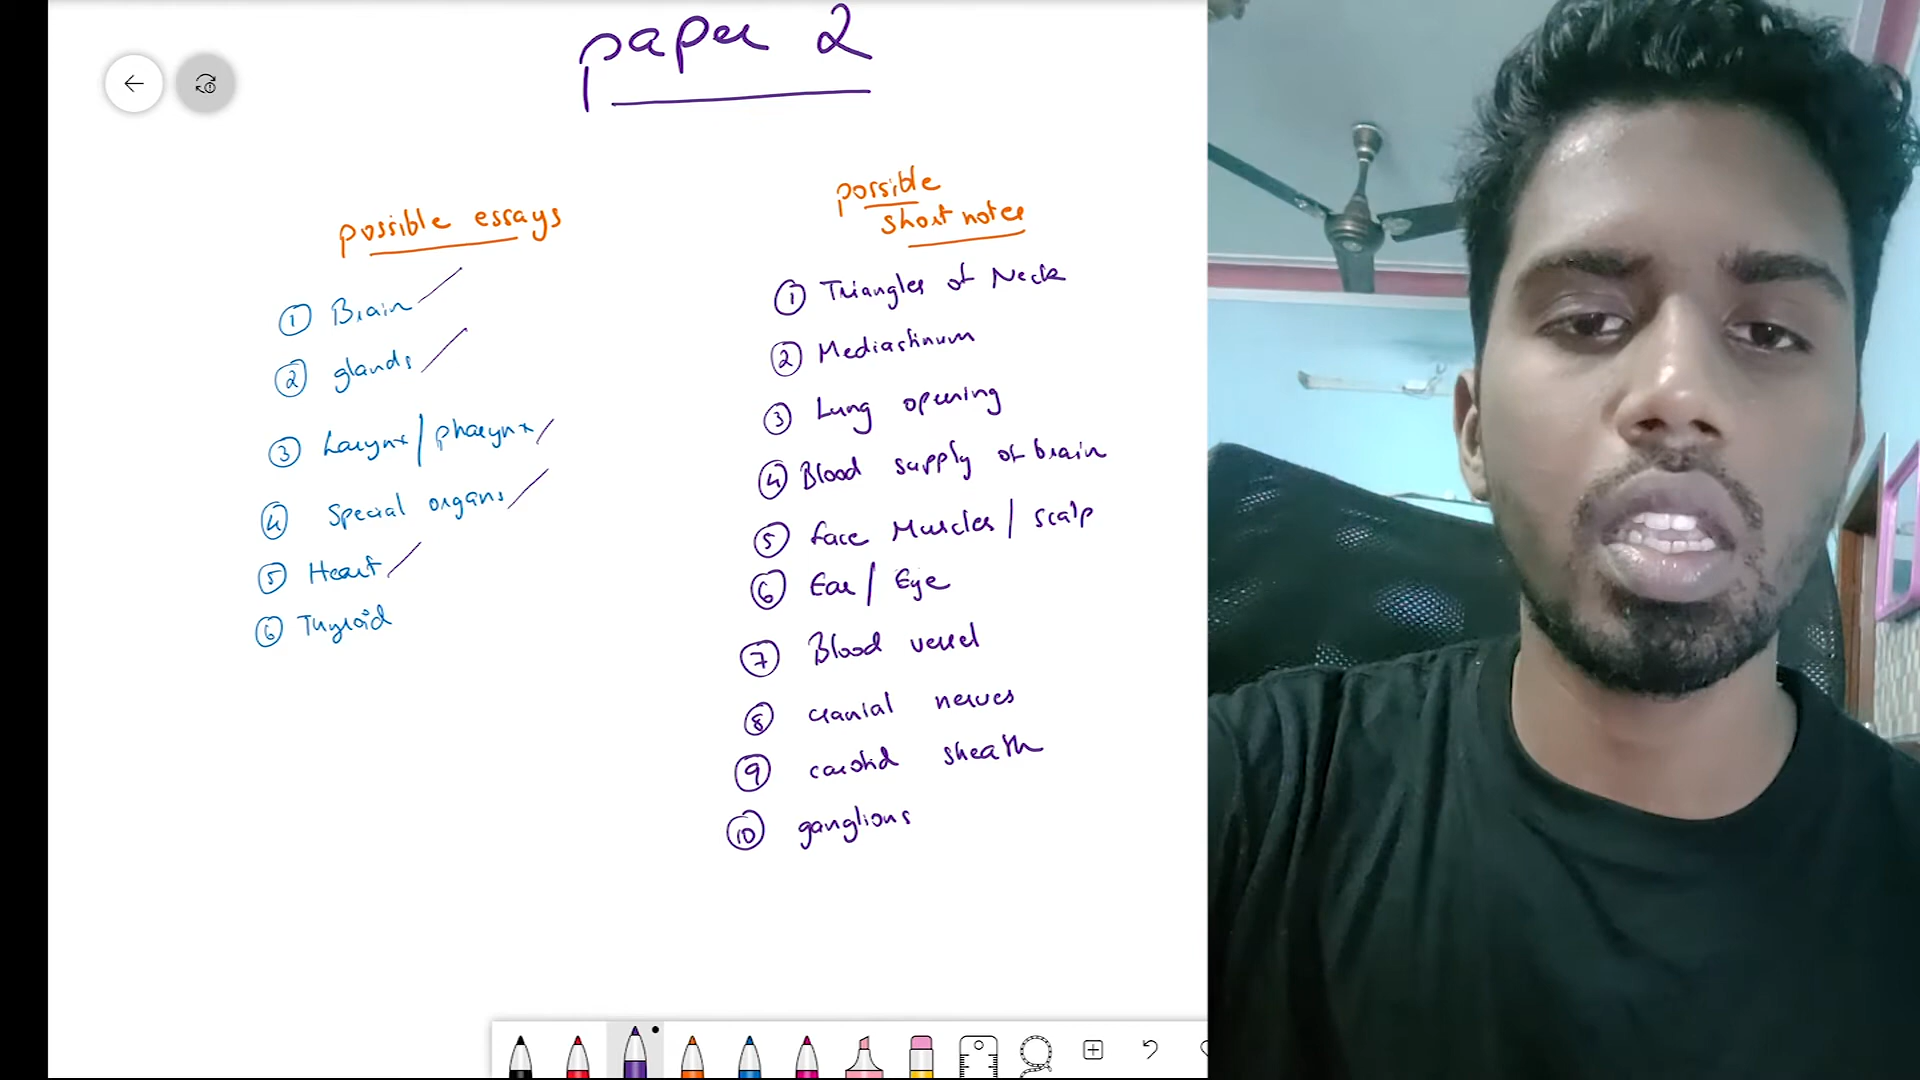 paper 2
possible essays
① Brain
② glands
③ Larynx/pharynx
④ Special organs
⑤ Heart
⑥ Thyroid
possible
short notes
① Triangles of Neck
② Mediastinum
③ Lung opening
④ Blood supply of brain
⑤ face Muscles/scalp
⑥ Ear/Eye
⑦ Blood vessel
⑧ cranial nerves
⑨ carotid sheath
⑩ ganglions